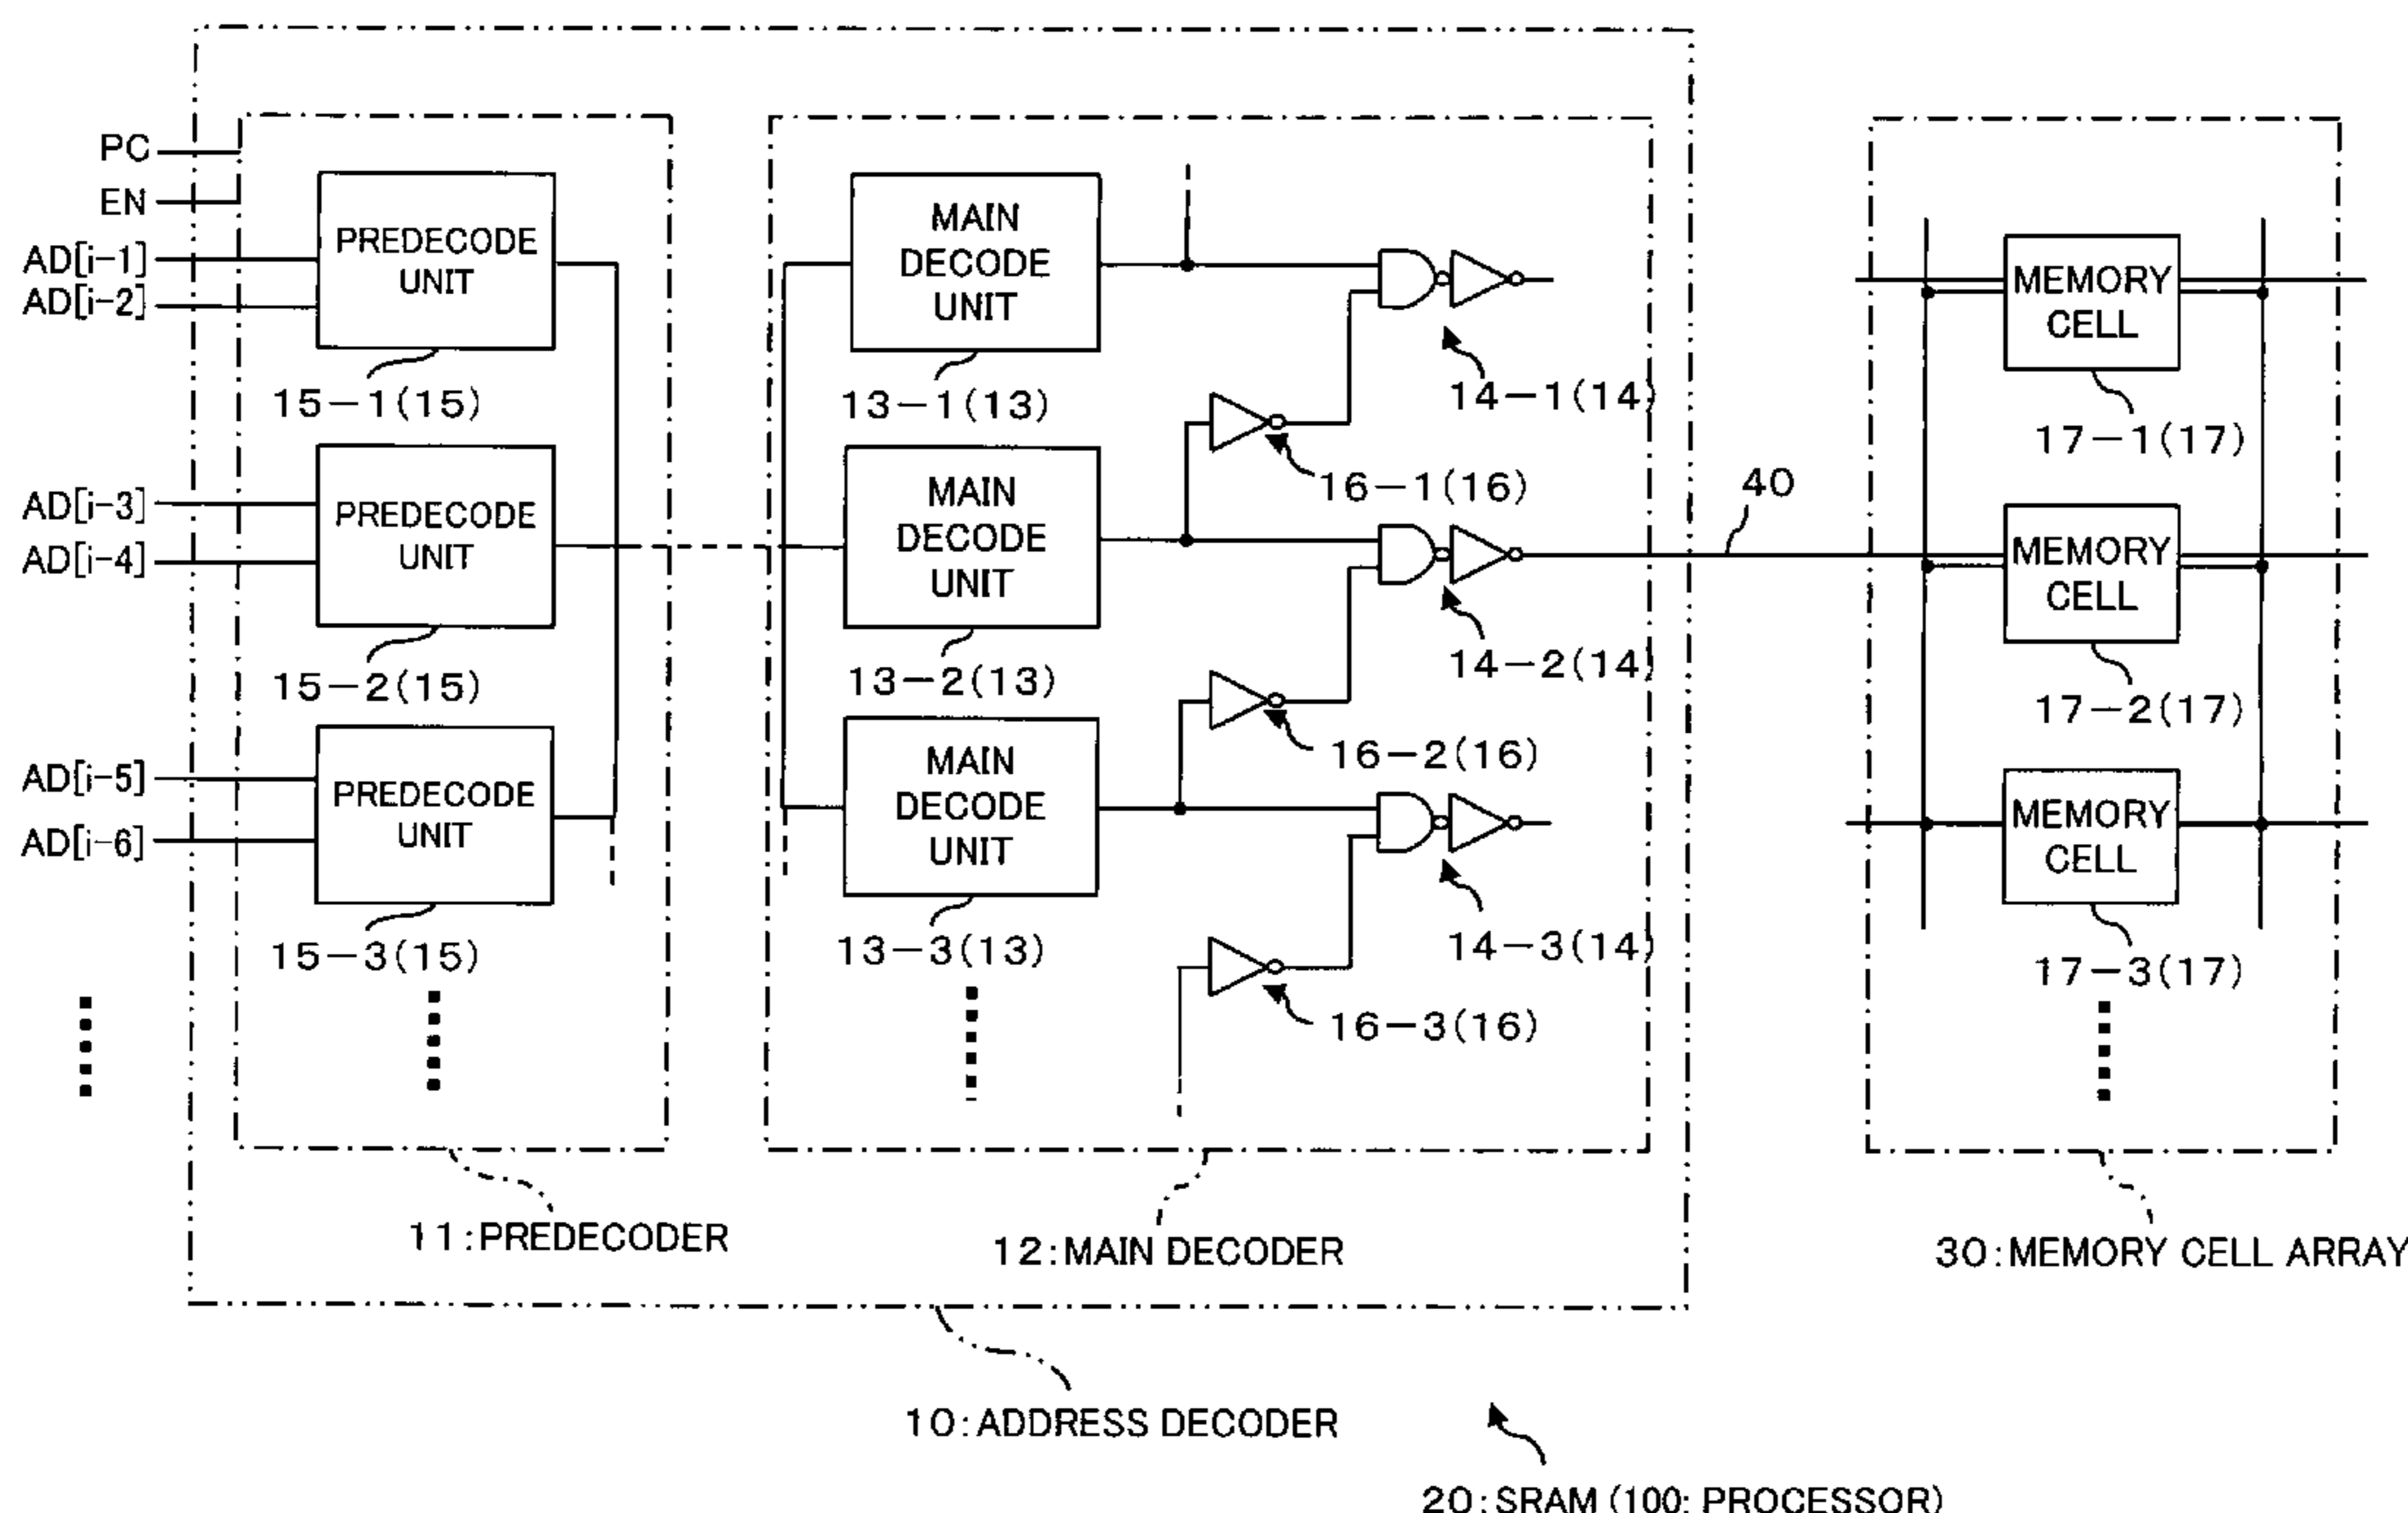 PC
EN
AD[i-1]
AD[i-2]
AD[i-3]
AD[i-4]
AD[i-5]
AD[i-6]
PREDECODE
UNIT
15-1(15)
PREDECODE
UNIT
15-2(15)
PREDECODE
UNIT
15-3(15)
MAIN
DECODE
UNIT
13-1(13)
MAIN
DECODE
UNIT
13-2(13)
MAIN
DECODE
UNIT
13-3(13)
14-1(14)
16-1(16)
14-2(14)
16-2(16)
14-3(14)
16-3(16)
40
MEMORY
CELL
17-1(17)
MEMORY
CELL
17-2(17)
MEMORY
CELL
17-3(17)
11:PREDECODER
12:MAIN DECODER
30:MEMORY CELL ARRAY
10:ADDRESS DECODER
20:SRAM (100: PROCESSOR)